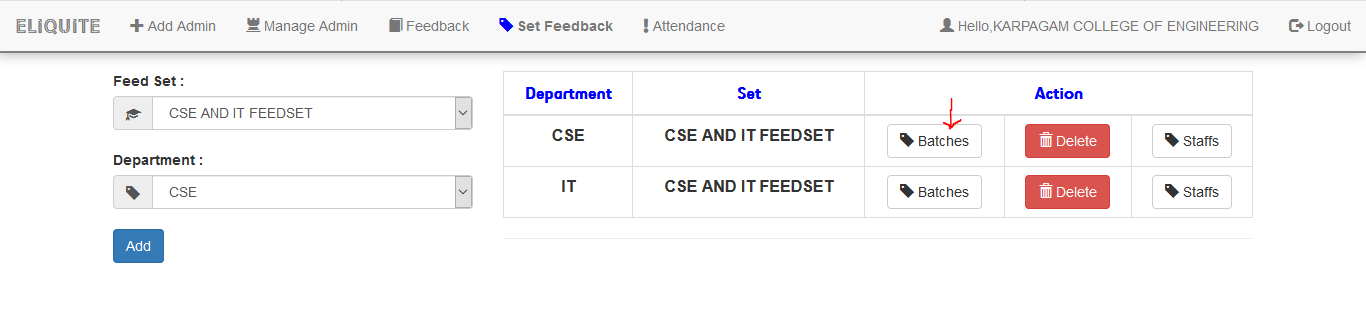 ELiQUiTE Add Admin Manage Admin Feedback Set Feedback Attendance Hello,KARPAGAM COLLEGE OF ENGINEERING Logout
Feed Set :
CSE AND IT FEEDSET
Department :
CSE
Add
Department Set Action
CSE CSE AND IT FEEDSET Batches Delete Staffs
IT CSE AND IT FEEDSET Batches Delete Staffs